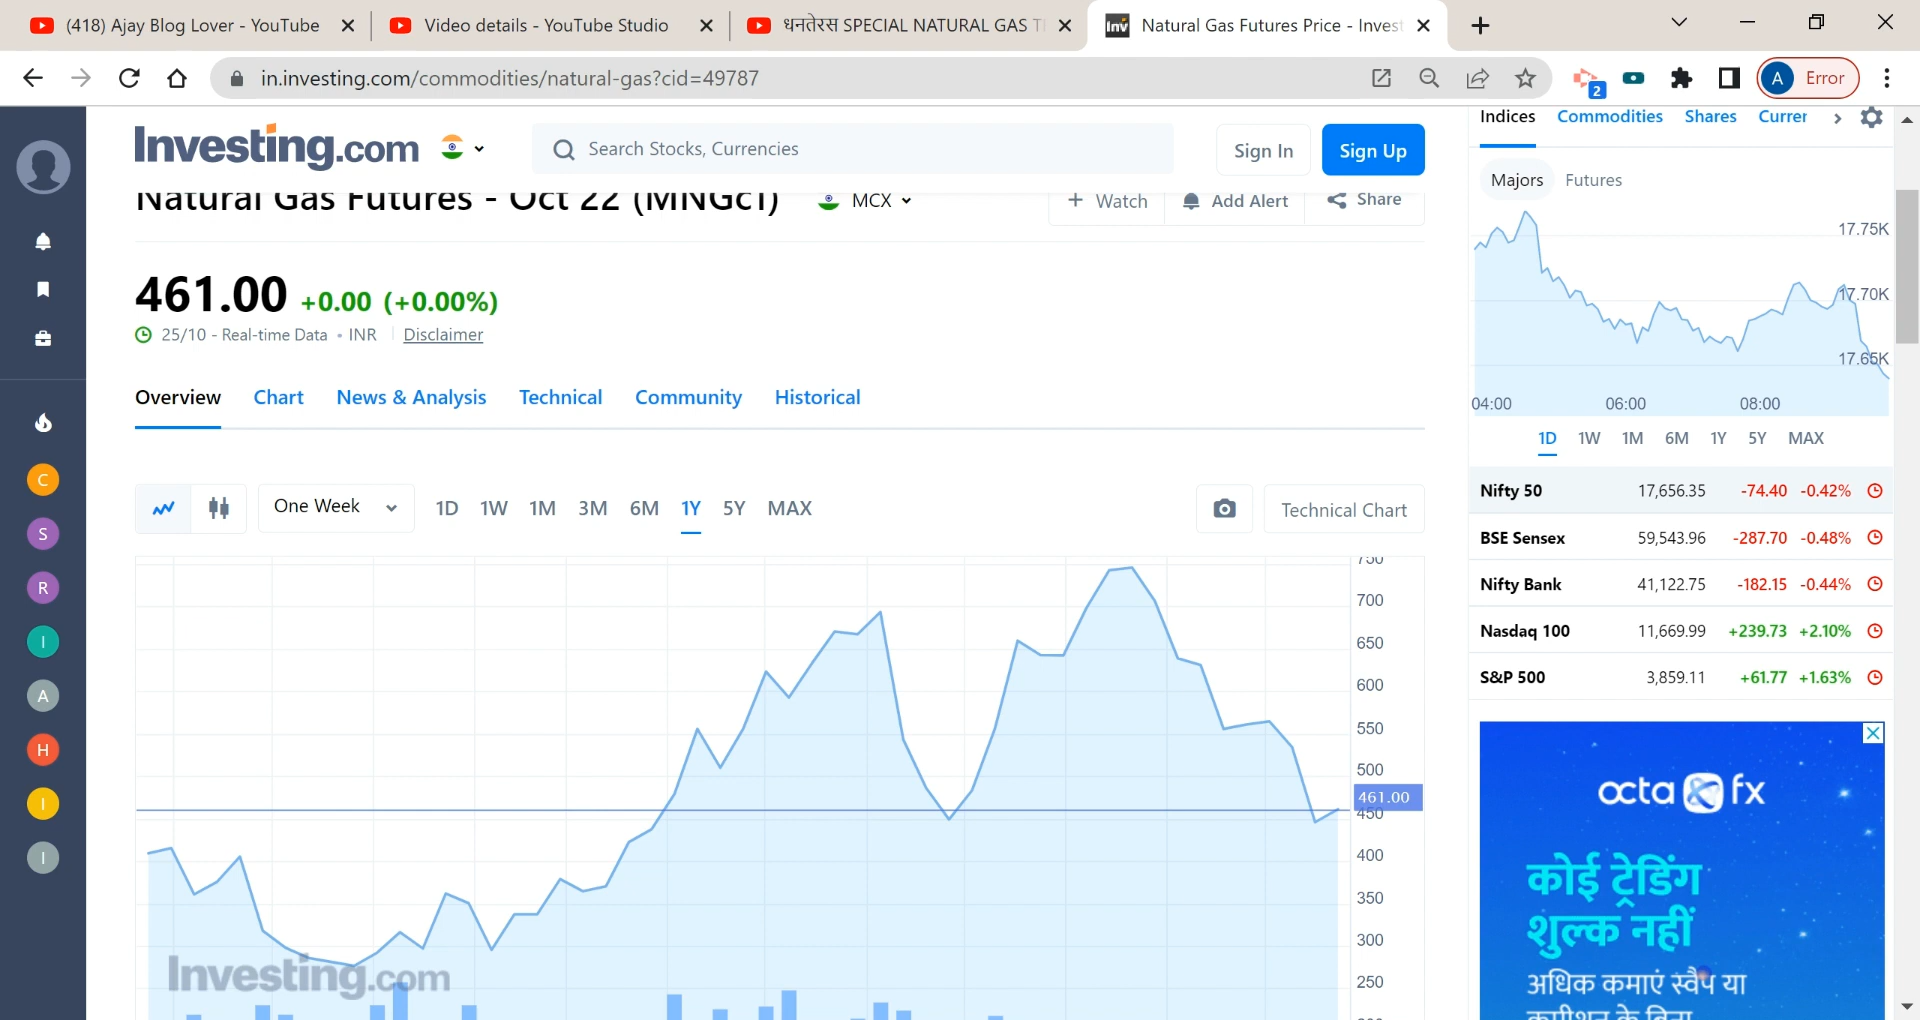 (418) Ajay Blog Lover - YouTube
Video details - YouTube Studio
धनतेरस SPECIAL NATURAL GAS
Natural Gas Futures Price - Invest
in.investing.com/commodities/natural-gas?cid=49787
2
A Error
Investing.com
Search Stocks, Currencies
Sign In
Sign Up
Natural Gas Futures - Oct 22 (MNGc1)
MCX
+ Watch
Add Alert
Share
461.00 +0.00 (+0.00%)
25/10 - Real-time Data • INR
Disclaimer
Overview
Chart
News & Analysis
Technical
Community
Historical
One Week
1D 1W 1M 3M 6M 1Y 5Y MAX
Technical Chart
750
700
650
600
550
500
461.00
450
400
350
300
250
Investing.com
C
S
R
I
A
H
I
I
Indices Commodities Shares Curren
Majors Futures
17.75K
17.70K
17.65K
04:00 06:00 08:00
1D 1W 1M 6M 1Y 5Y MAX
Nifty 50 17,656.35 -74.40 -0.42%
BSE Sensex 59,543.96 -287.70 -0.48%
Nifty Bank 41,122.75 -182.15 -0.44%
Nasdaq 100 11,669.99 +239.73 +2.10%
S&P 500 3,859.11 +61.77 +1.63%
octa fx
कोई ट्रेडिंग
शुल्क नहीं
अधिक कमाएं स्वैप या
कमीशन के बिना